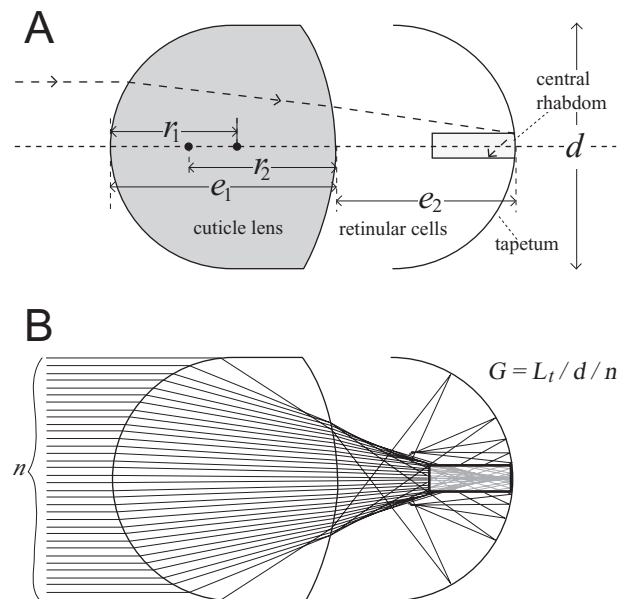 A
central
rhabdom
r1
d
r2
e1
e2
cuticle lens
retinular cells
tapetum
B
G = Lt / d / n
n